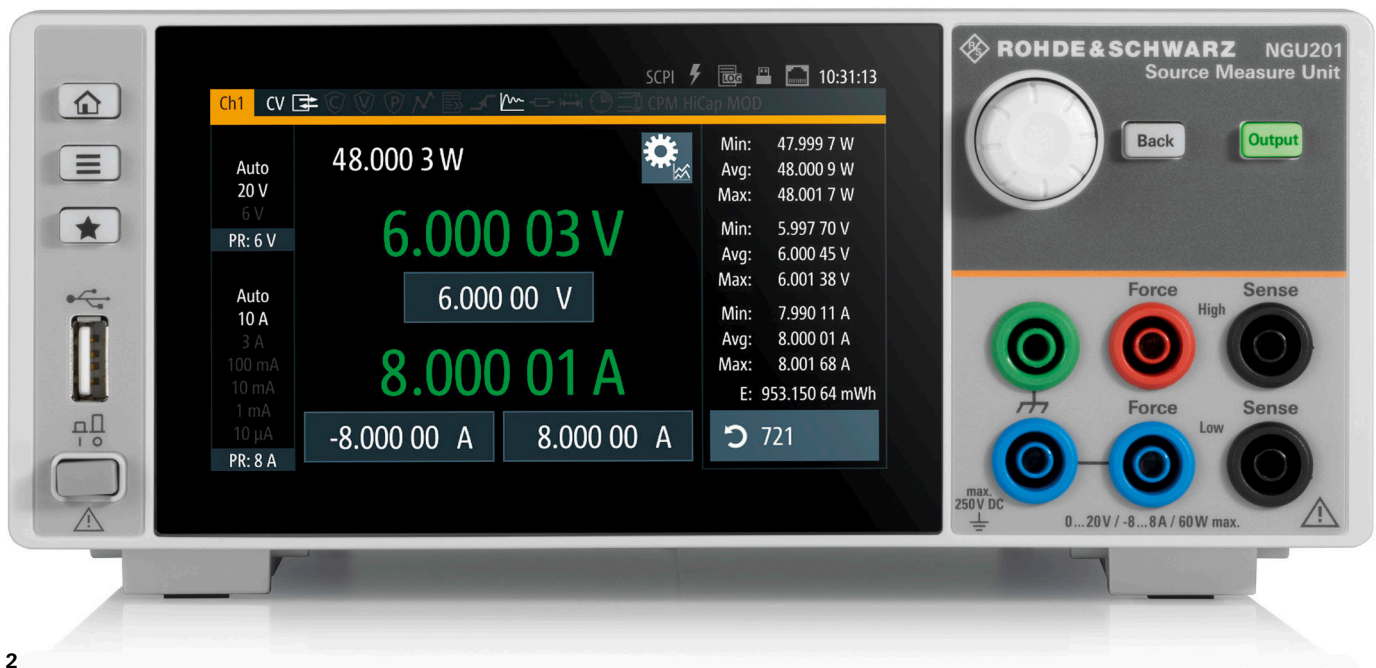 ROHDE & SCHWARZ NGU201
Source Measure Unit
SCPI LOG 10:31:13
Ch1 CV C V P CPM HiCap MOD
Auto
20 V
6 V
PR: 6 V
Auto
10 A
3 A
100 mA
10 mA
1 mA
10 µA
PR: 8 A
48.000 3 W
6.000 03 V
6.000 00 V
8.000 01 A
-8.000 00 A 8.000 00 A
Min: 47.999 7 W
Avg: 48.000 9 W
Max: 48.001 7 W
Min: 5.997 70 V
Avg: 6.000 45 V
Max: 6.001 38 V
Min: 7.990 11 A
Avg: 8.000 01 A
Max: 8.001 68 A
E: 953.150 64 mWh
721
Back Output
Force Sense
High
Force Sense
Low
max.
250 V DC
0...20 V / -8...8 A / 60 W max.
2